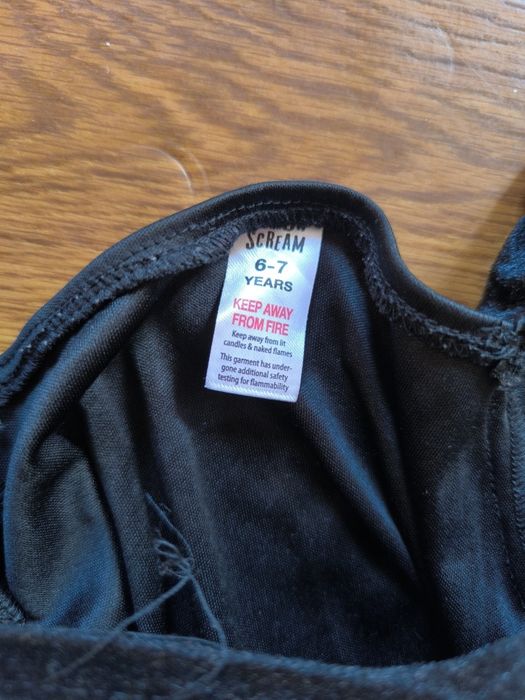 SCREAM
6-7
YEARS
KEEP AWAY
FROM FIRE
Keep away from lit
candles & naked flames
This garment has under-
gone additional safety
testing for flammability